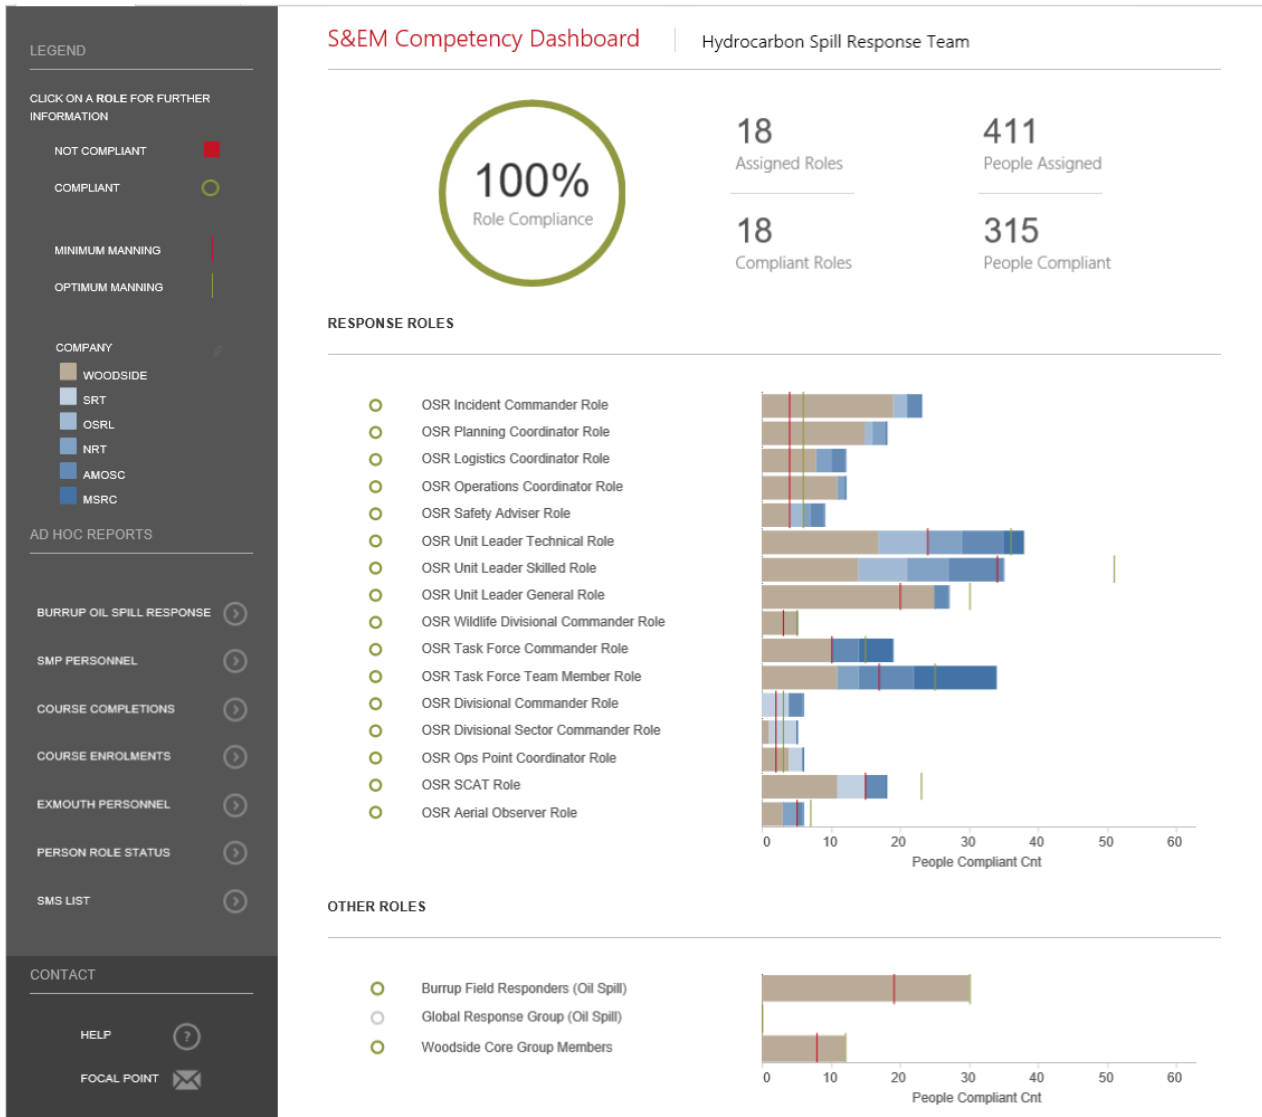 LEGEND
CLICK ON A ROLE FOR FURTHER
INFORMATION
NOT COMPLIANT
COMPLIANT
MINIMUM MANNING
OPTIMUM MANNING
COMPANY
WOODSIDE
SRT
OSRL
NRT
AMOSC
MSRC
AD HOC REPORTS
BURRUP OIL SPILL RESPONSE
SMP PERSONNEL
COURSE COMPLETIONS
COURSE ENROLMENTS
EXMOUTH PERSONNEL
PERSON ROLE STATUS
SMS LIST
CONTACT
HELP ?
FOCAL POINT
S&EM Competency Dashboard Hydrocarbon Spill Response Team
100%
Role Compliance
18
Assigned Roles
411
People Assigned
18
Compliant Roles
315
People Compliant
RESPONSE ROLES
OSR Incident Commander Role
OSR Planning Coordinator Role
OSR Logistics Coordinator Role
OSR Operations Coordinator Role
OSR Safety Adviser Role
OSR Unit Leader Technical Role
OSR Unit Leader Skilled Role
OSR Unit Leader General Role
OSR Wildlife Divisional Commander Role
OSR Task Force Commander Role
OSR Task Force Team Member Role
OSR Divisional Commander Role
OSR Divisional Sector Commander Role
OSR Ops Point Coordinator Role
OSR SCAT Role
OSR Aerial Observer Role
0 10 20 30 40 50 60
People Compliant Cnt
OTHER ROLES
Burrup Field Responders (Oil Spill)
Global Response Group (Oil Spill)
Woodside Core Group Members
0 10 20 30 40 50 60
People Compliant Cnt